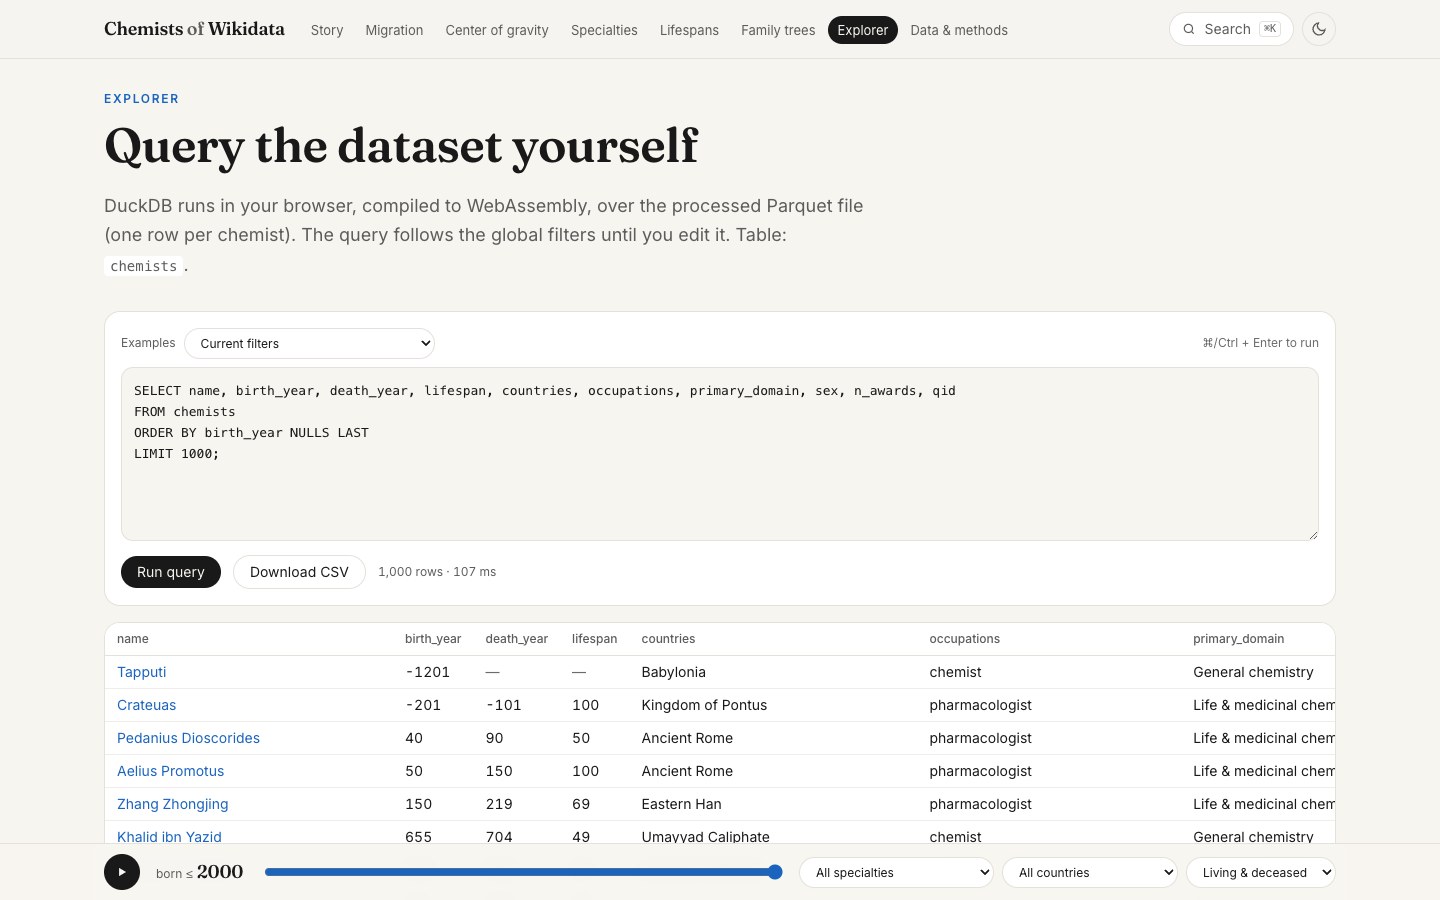 Chemists of Wikidata Story Migration Center of gravity Specialties Lifespans Family trees Explorer Data & methods Search ⌘K
EXPLORER
Query the dataset yourself
DuckDB runs in your browser, compiled to WebAssembly, over the processed Parquet file
(one row per chemist). The query follows the global filters until you edit it. Table:
chemists.
Examples Current filters ⌘/Ctrl + Enter to run
SELECT name, birth_year, death_year, lifespan, countries, occupations, primary_domain, sex, n_awards, qid
FROM chemists
ORDER BY birth_year NULLS LAST
LIMIT 1000;
Run query Download CSV 1,000 rows · 107 ms
name birth_year death_year lifespan countries occupations primary_domain
Tapputi -1201 — — Babylonia chemist General chemistry
Crateuas -201 -101 100 Kingdom of Pontus pharmacologist Life & medicinal chem
Pedanius Dioscorides 40 90 50 Ancient Rome pharmacologist Life & medicinal chem
Aelius Promotus 50 150 100 Ancient Rome pharmacologist Life & medicinal chem
Zhang Zhongjing 150 219 69 Eastern Han pharmacologist Life & medicinal chem
Khalid ibn Yazid 655 704 49 Umayyad Caliphate chemist General chemistry
born ≤ 2000 All specialties All countries Living & deceased